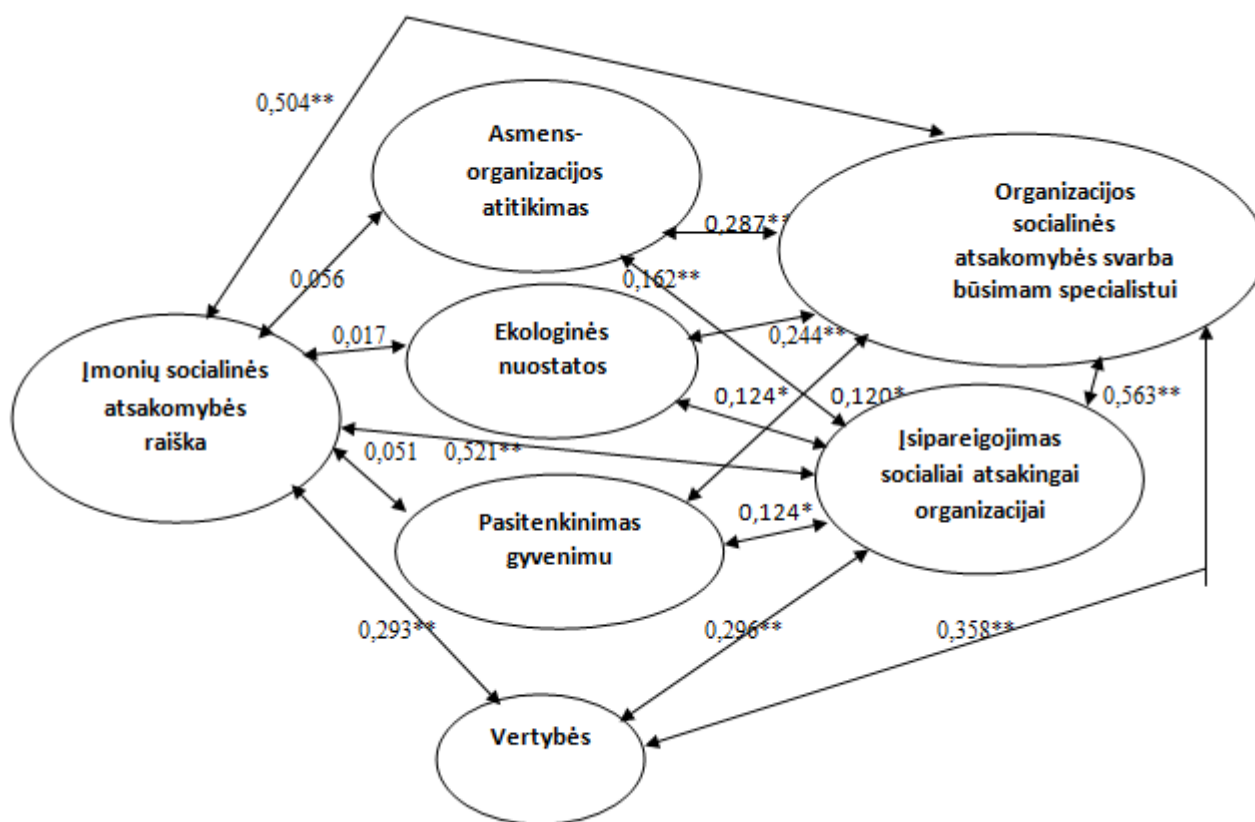 0,504**
Asmens-
organizacijos
atitikimas
0,287**
Organizacijos
socialinės
atsakomybės svarba
būsimam specialistui
0,056
0,162**
0,017
Ekologinės
nuostatos
0,244**
Įmonių socialinės
atsakomybės
raiška
0,124*
0,120*
0,563**
0,051
0,521**
Įsipareigojimas
socialiai atsakingai
organizacijai
Pasitenkinimas
gyvenimu
0,124*
0,293**
0,296**
0,358**
Vertybės